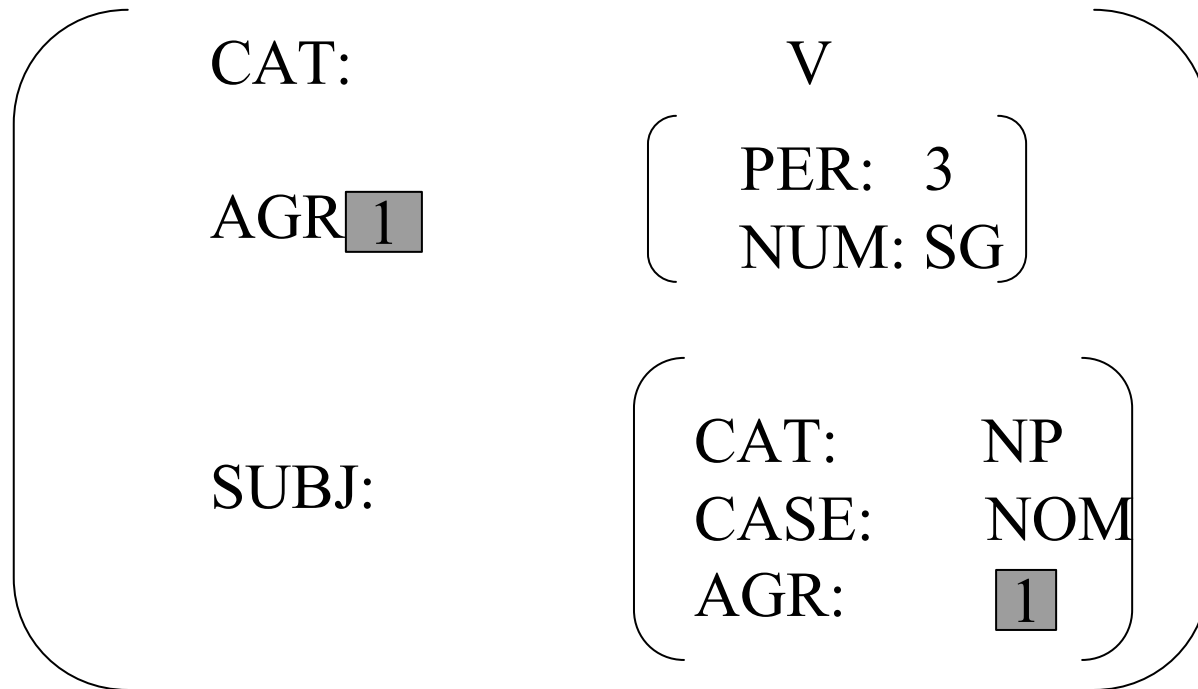 CAT: V
PER: 3
AGR 1
NUM: SG
CAT: NP
SUBJ:
CASE: NOM
AGR: 1